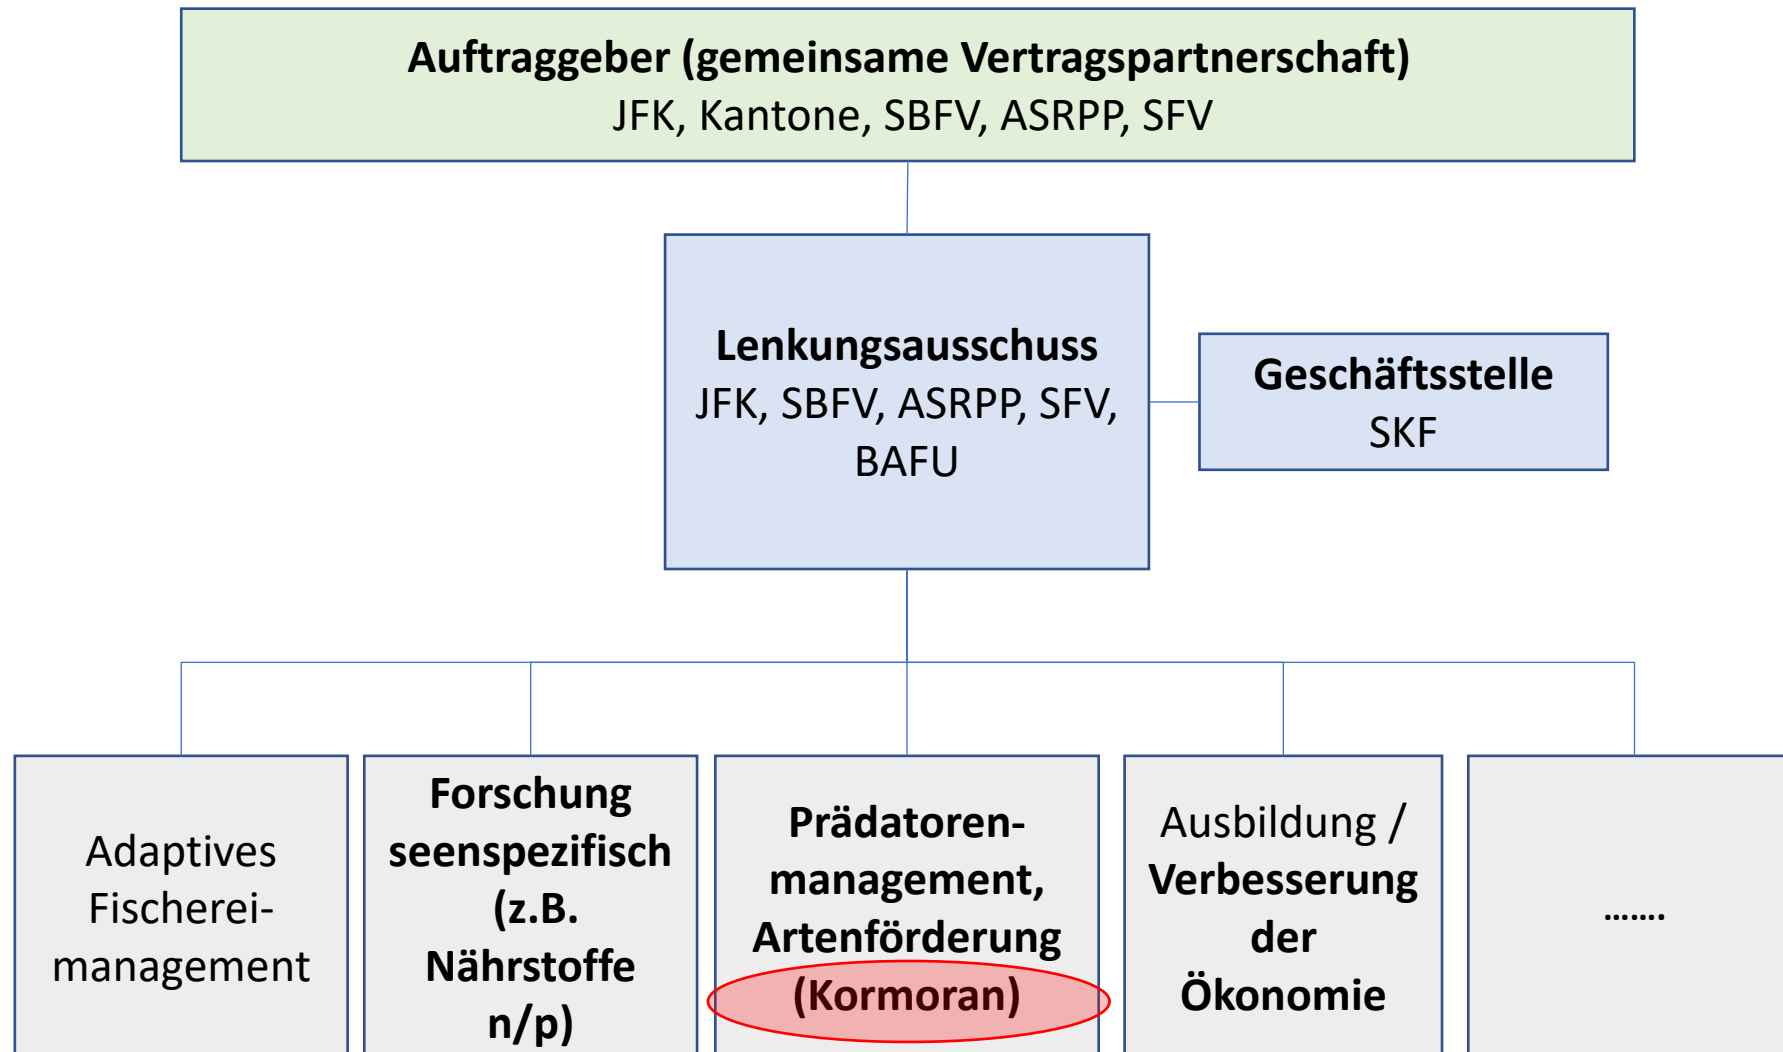 Auftraggeber (gemeinsame Vertragspartnerschaft)
JFK, Kantone, SBFV, ASRPP, SFV
Lenkungsausschuss
JFK, SBFV, ASRPP, SFV,
BAFU
Geschäftsstelle
SKF
Adaptives
Fischerei-
management
Forschung
seenspezifisch
(z.B.
Nährstoffe
n/p)
Prädatoren-
management,
Artenförderung
(Kormoran)
Ausbildung /
Verbesserung
der
Ökonomie
.......